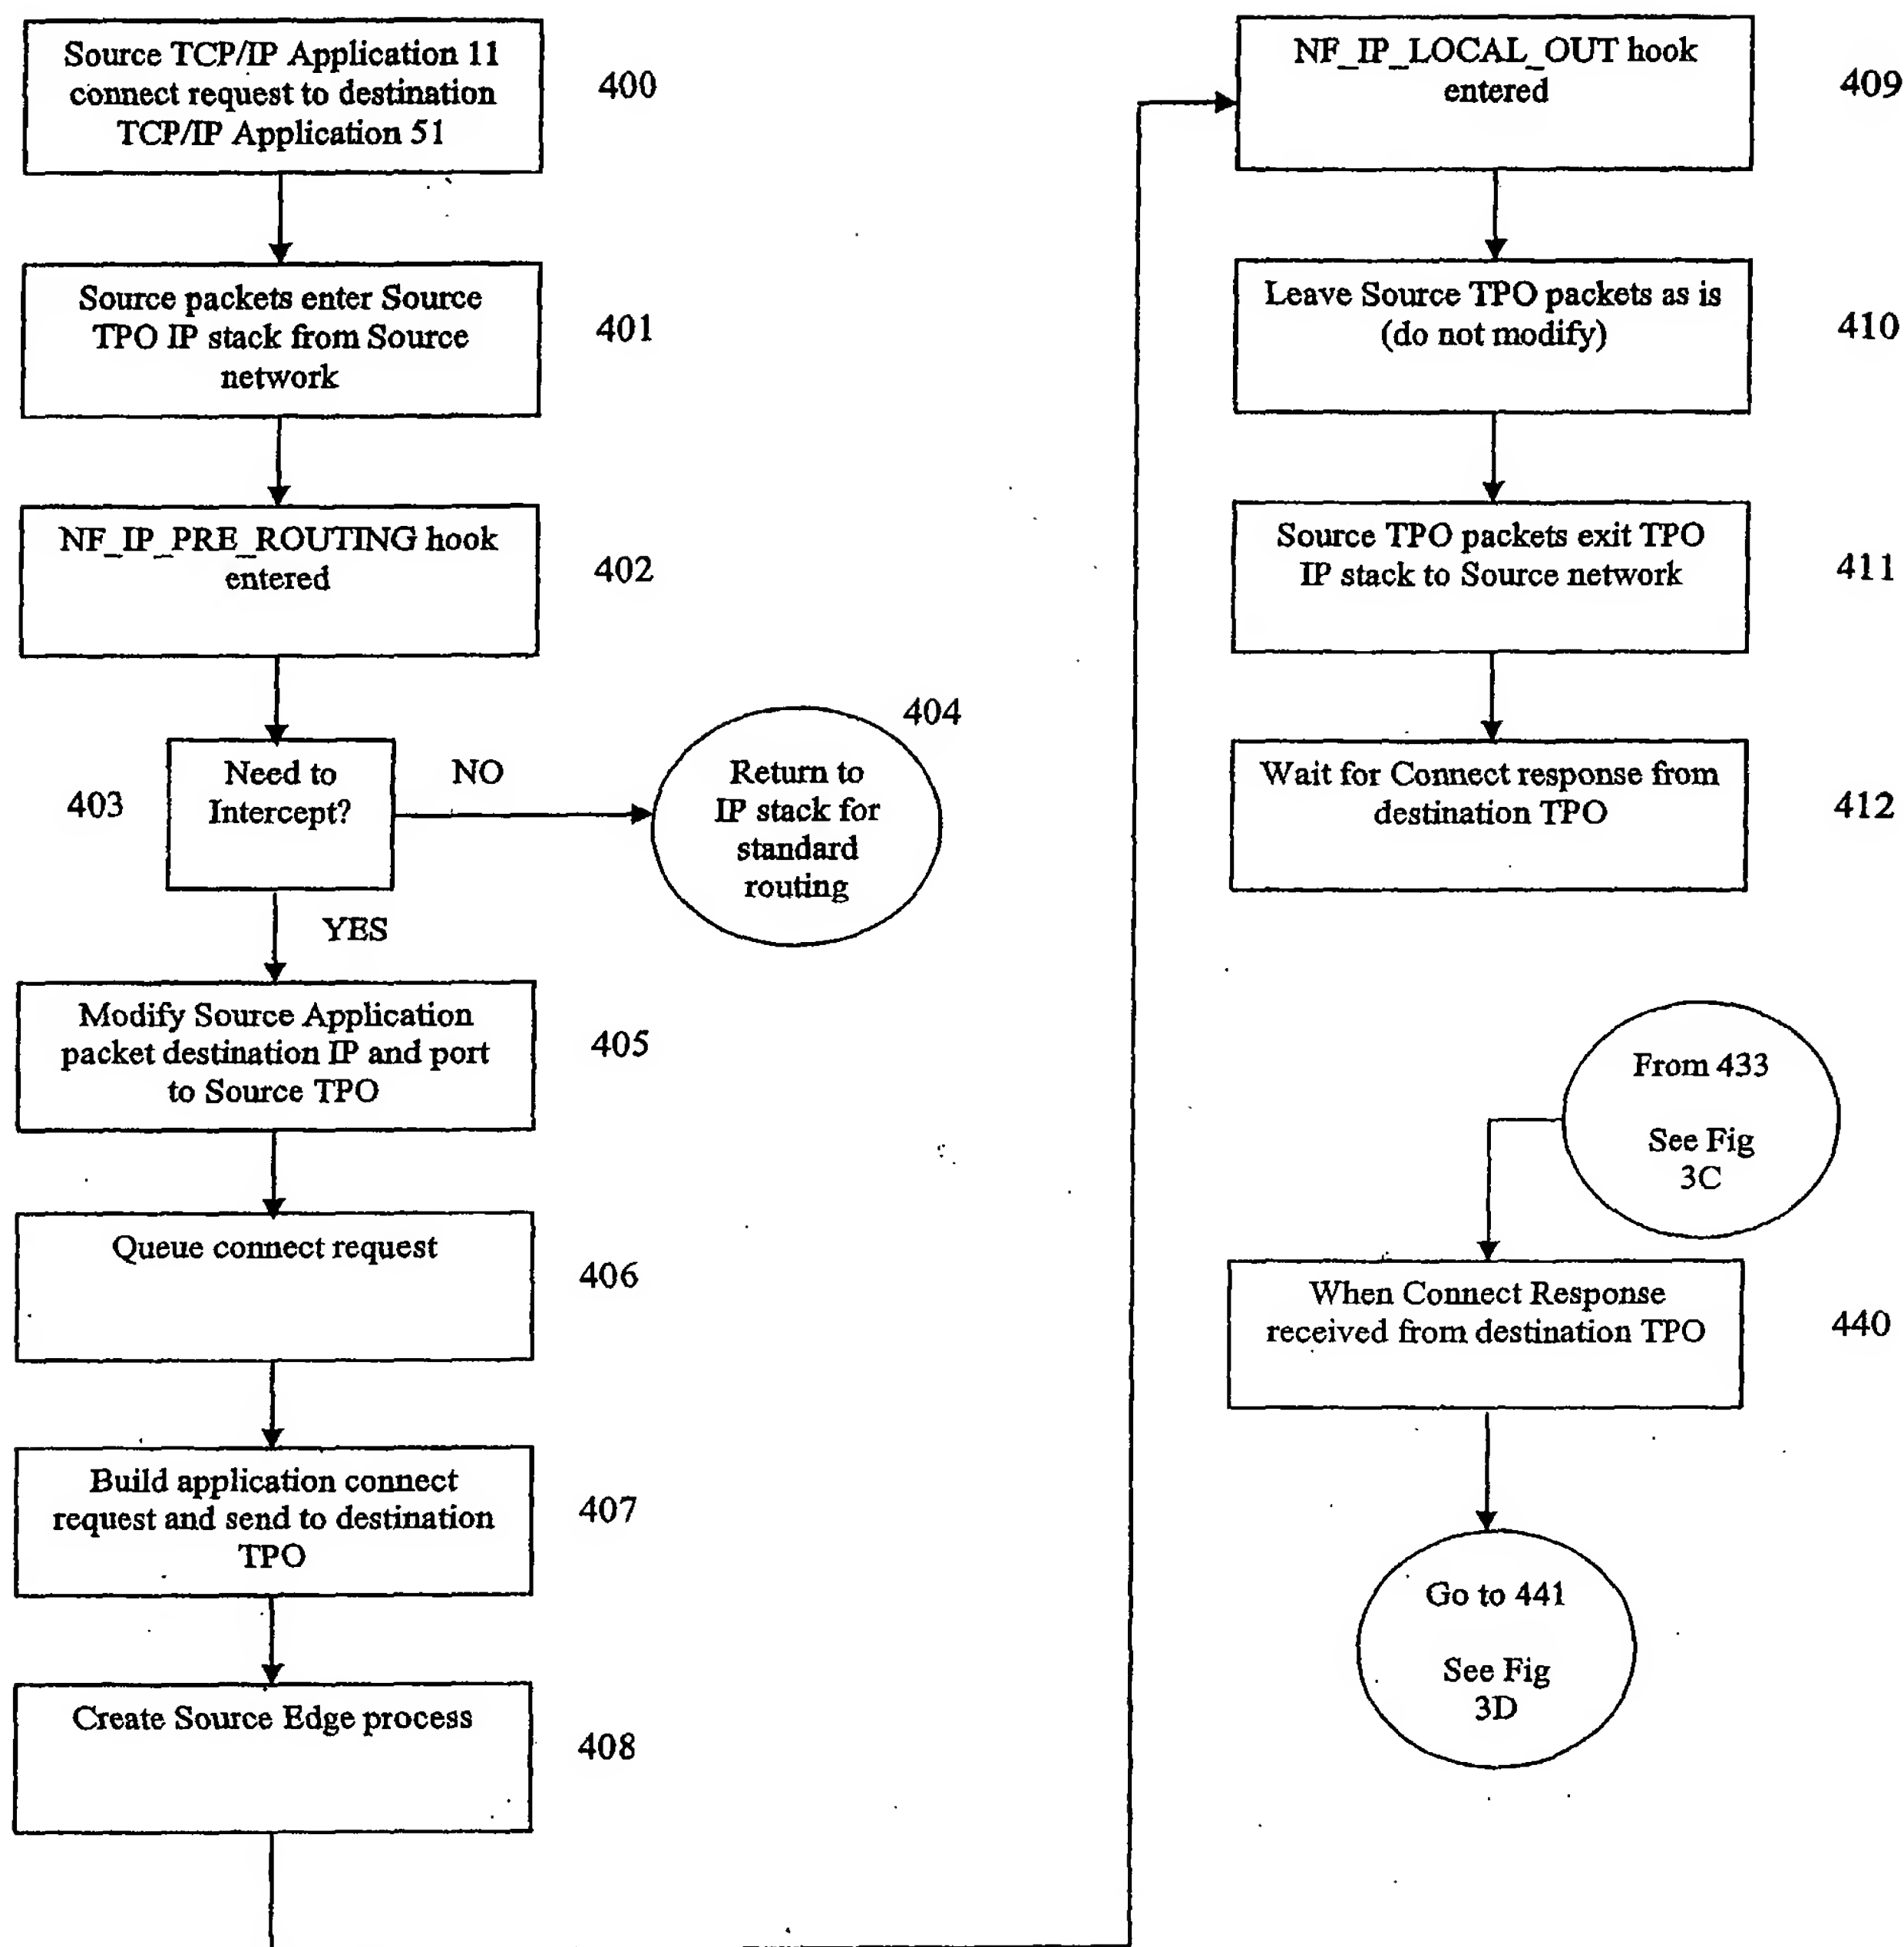 Source TCP/IP Application 11
connect request to destination
TCP/IP Application 51
400
Source packets enter Source
TPO IP stack from Source
network
401
NF_IP_PRE_ROUTING hook
entered
402
Need to
Intercept?
403
NO
YES
404
Return to
IP stack for
standard
routing
Modify Source Application
packet destination IP and port
to Source TPO
405
Queue connect request
406
Build application connect
request and send to destination
TPO
407
Create Source Edge process
408
NF_IP_LOCAL_OUT hook
entered
409
Leave Source TPO packets as is
(do not modify)
410
Source TPO packets exit TPO
IP stack to Source network
411
Wait for Connect response from
destination TPO
412
From 433
See Fig
3C
When Connect Response
received from destination TPO
440
Go to 441
See Fig
3D